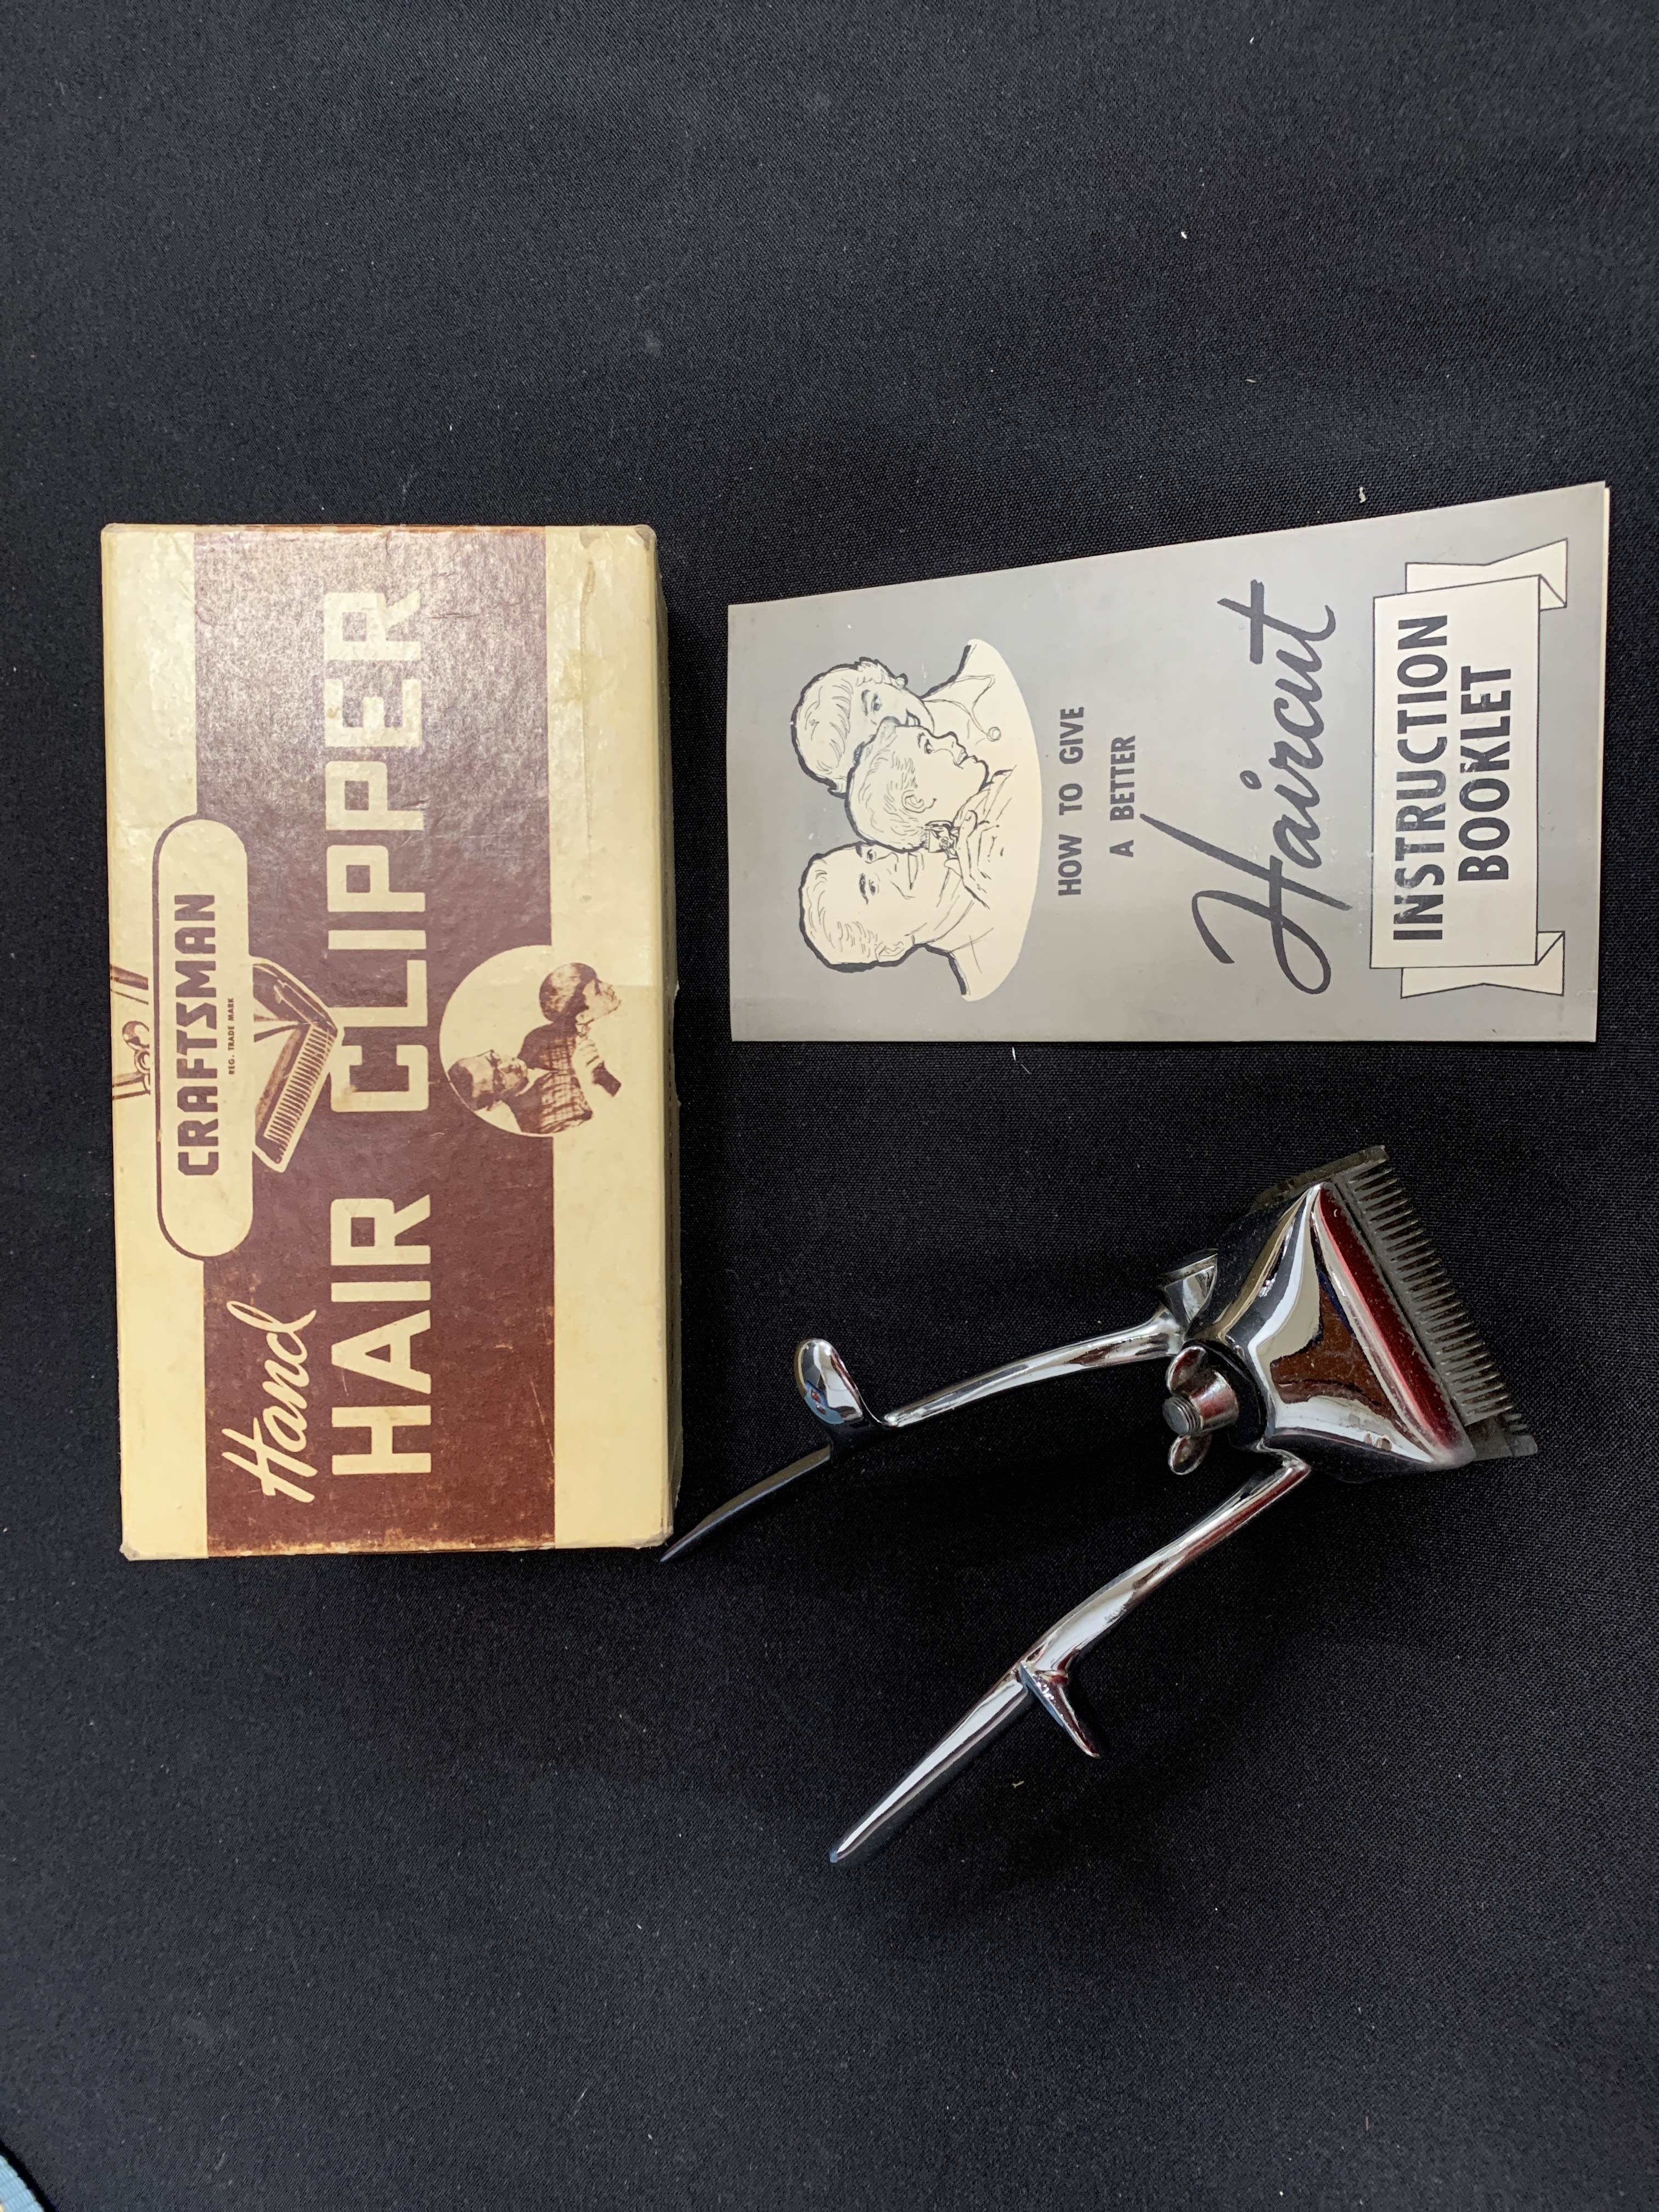 CRAFTSMAN
REG. TRADE MARK
Hand
HAIR CLIPPER
HOW TO GIVE
A BETTER
Haircut
INSTRUCTION
BOOKLET